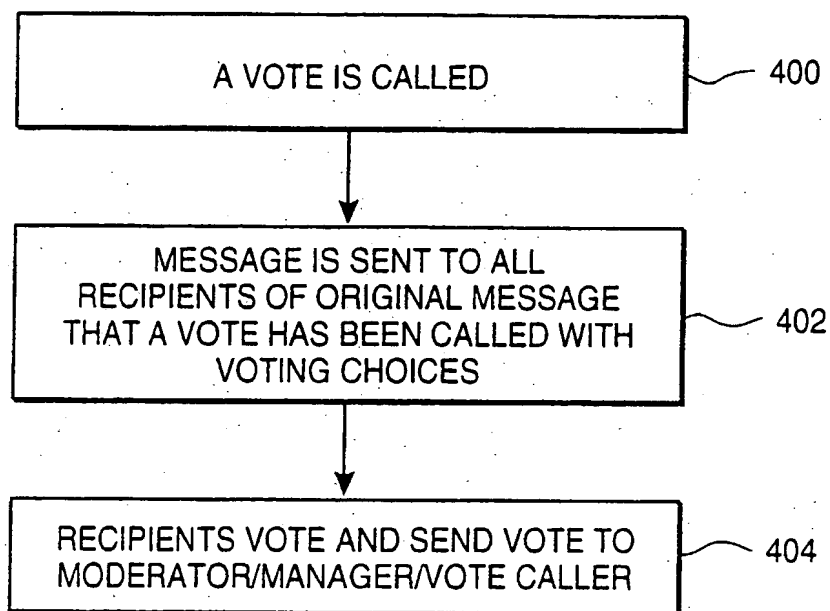 A VOTE IS CALLED
400
MESSAGE IS SENT TO ALL
RECIPIENTS OF ORIGINAL MESSAGE
THAT A VOTE HAS BEEN CALLED WITH
VOTING CHOICES
402
RECIPIENTS VOTE AND SEND VOTE TO
MODERATOR/MANAGER/VOTE CALLER
404